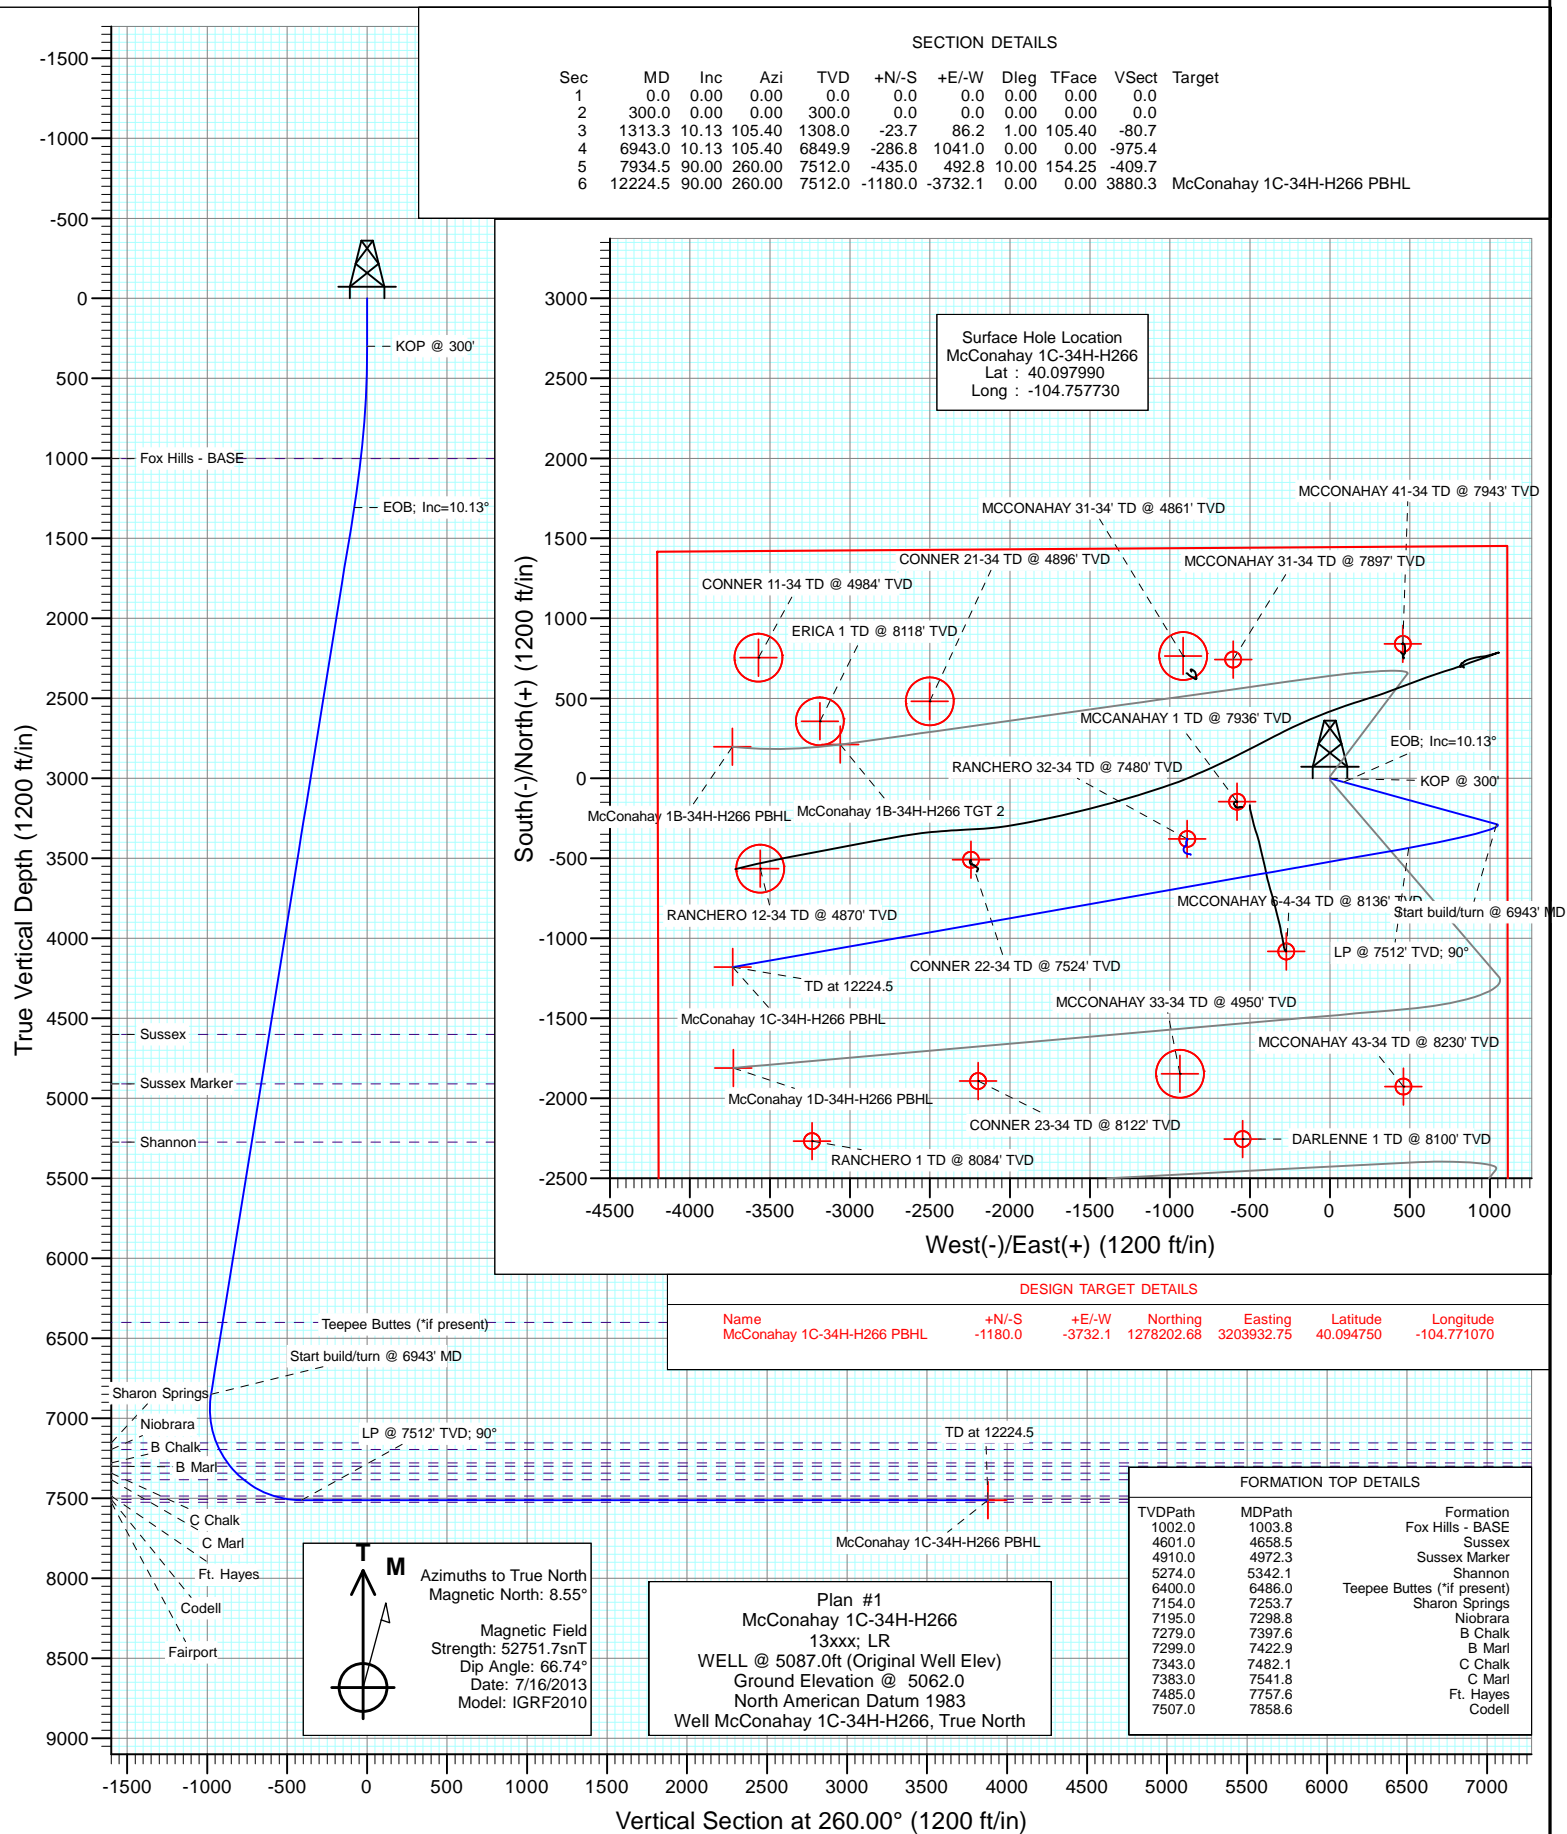 SECTION DETAILS
Sec MD Inc Azi TVD +N/-S +E/-W Dleg TFace VSect Target
1 0.0 0.00 0.00 0.0 0.0 0.0 0.00 0.00 0.0
2 300.0 0.00 0.00 300.0 0.0 0.0 0.00 0.00 0.0
3 1313.3 10.13 105.40 1308.0 -23.7 86.2 1.00 105.40 -80.7
4 6943.0 10.13 105.40 6849.9 -286.8 1041.0 0.00 0.00 -975.4
5 7934.5 90.00 260.00 7512.0 -435.0 492.8 10.00 154.25 -409.7
6 12224.5 90.00 260.00 7512.0 -1180.0 -3732.1 0.00 0.00 3880.3 McConahay 1C-34H-H266 PBHL
True Vertical Depth (1200 ft/in)
-1500
-1000
-500
0
500
1000
1500
2000
2500
3000
3500
4000
4500
5000
5500
6000
6500
7000
7500
8000
8500
9000
KOP @ 300'
Fox Hills - BASE
EOB; Inc=10.13°
Sussex
Sussex Marker
Shannon
Teepee Buttes (*if present)
Start build/turn @ 6943' MD
Sharon Springs
Niobrara
B Chalk
B Marl
C Chalk
C Marl
Ft. Hayes
Codell
Fairport
LP @ 7512' TVD; 90°
TD at 12224.5
McConahay 1C-34H-H266 PBHL
-1500 -1000 -500 0 500 1000 1500 2000 2500 3000 3500 4000 4500 5000 5500 6000 6500 7000
Vertical Section at 260.00° (1200 ft/in)
South(-)/North(+) (1200 ft/in)
3000
2500
2000
1500
1000
500
0
-500
-1000
-1500
-2000
-2500
Surface Hole Location
McConahay 1C-34H-H266
Lat : 40.097990
Long : -104.757730
MCCONAHAY 41-34 TD @ 7943' TVD
MCCONAHAY 31-34' TD @ 4861' TVD
CONNER 21-34 TD @ 4896' TVD
MCCONAHAY 31-34 TD @ 7897' TVD
CONNER 11-34 TD @ 4984' TVD
ERICA 1 TD @ 8118' TVD
MCCANAHAY 1 TD @ 7936' TVD
EOB; Inc=10.13°
RANCHERO 32-34 TD @ 7480' TVD
KOP @ 300'
McConahay 1B-34H-H266 PBHL
McConahay 1B-34H-H266 TGT 2
MCCONAHAY 6-4-34 TD @ 8136' TVD
Start build/turn @ 6943' MD
RANCHERO 12-34 TD @ 4870' TVD
LP @ 7512' TVD; 90°
CONNER 22-34 TD @ 7524' TVD
TD at 12224.5
MCCONAHAY 33-34 TD @ 4950' TVD
McConahay 1C-34H-H266 PBHL
MCCONAHAY 43-34 TD @ 8230' TVD
McConahay 1D-34H-H266 PBHL
CONNER 23-34 TD @ 8122' TVD
DARLENNE 1 TD @ 8100' TVD
RANCHERO 1 TD @ 8084' TVD
-4500 -4000 -3500 -3000 -2500 -2000 -1500 -1000 -500 0 500 1000
West(-)/East(+) (1200 ft/in)
DESIGN TARGET DETAILS
Name +N/-S +E/-W Northing Easting Latitude Longitude
McConahay 1C-34H-H266 PBHL -1180.0 -3732.1 1278202.68 3203932.75 40.094750 -104.771070
FORMATION TOP DETAILS
TVDPath MDPath Formation
1002.0 1003.8 Fox Hills - BASE
4601.0 4658.5 Sussex
4910.0 4972.3 Sussex Marker
5274.0 5342.1 Shannon
6400.0 6486.0 Teepee Buttes (*if present)
7154.0 7253.7 Sharon Springs
7195.0 7298.8 Niobrara
7279.0 7397.6 B Chalk
7299.0 7422.9 B Marl
7343.0 7482.1 C Chalk
7383.0 7541.8 C Marl
7485.0 7757.6 Ft. Hayes
7507.0 7858.6 Codell
T M
Azimuths to True North
Magnetic North: 8.55°
Magnetic Field
Strength: 52751.7snT
Dip Angle: 66.74°
Date: 7/16/2013
Model: IGRF2010
Plan #1
McConahay 1C-34H-H266
13xxx; LR
WELL @ 5087.0ft (Original Well Elev)
Ground Elevation @ 5062.0
North American Datum 1983
Well McConahay 1C-34H-H266, True North